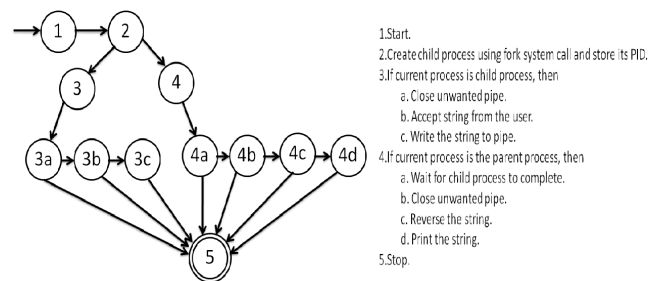 1
2
3
4
3a
3b
3c
4a
4b
4c
4d
5
1.Start.
2.Create child process using fork system call and store its PID.
3.If current process is child process, then
a. Close unwanted pipe.
b. Accept string from the user.
c. Write the string to pipe.
4.If current process is the parent process, then
a. Wait for child process to complete.
b. Close unwanted pipe.
c. Reverse the string.
d. Print the string.
5.Stop.